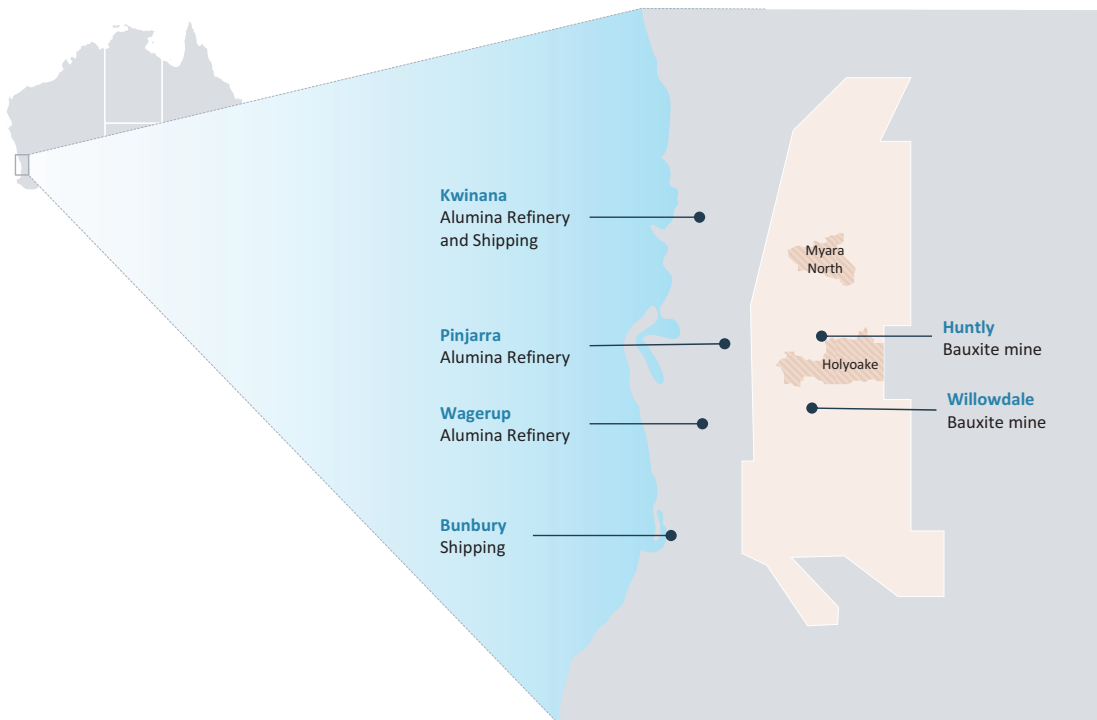 Kwinana
Alumina Refinery
and Shipping
Myara
North
Pinjarra
Alumina Refinery
Huntly
Bauxite mine
Holyoake
Wagerup
Alumina Refinery
Willowdale
Bauxite mine
Bunbury
Shipping